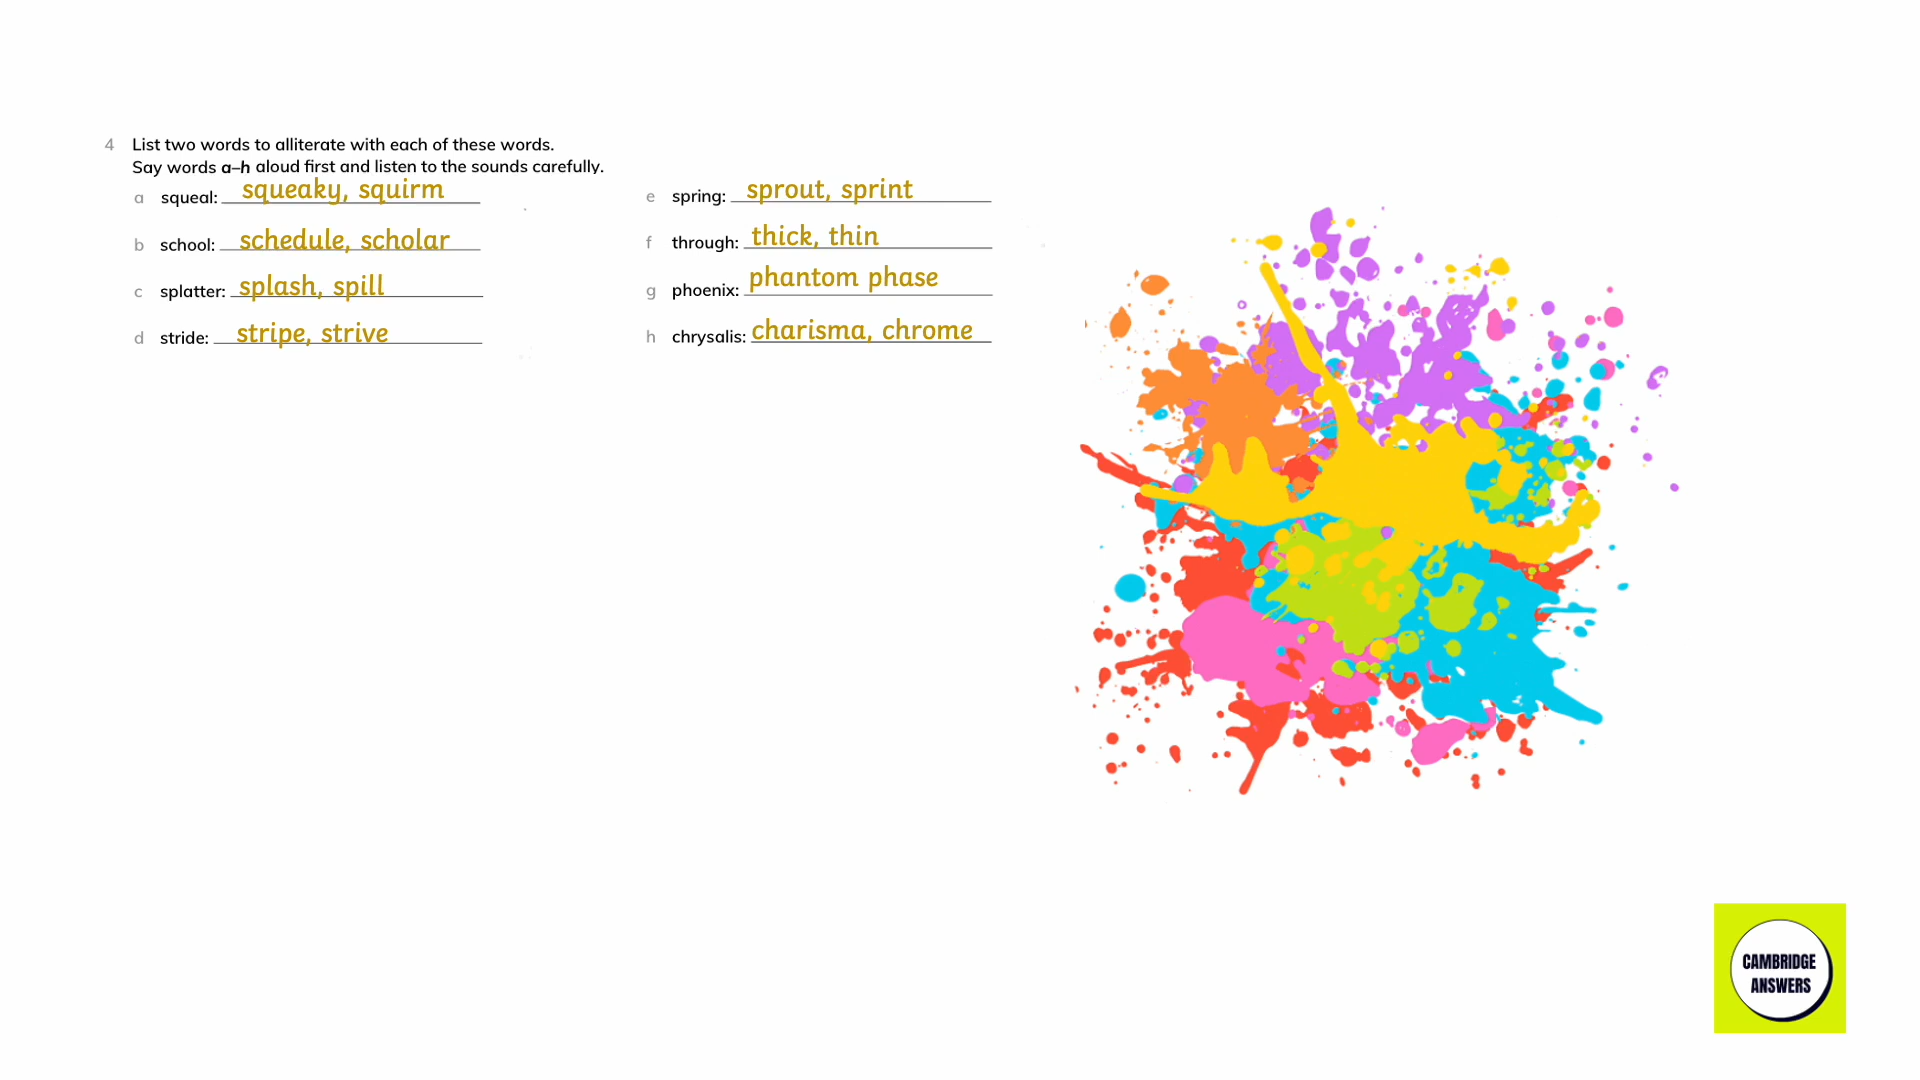 4 List two words to alliterate with each of these words.
Say words a–h aloud first and listen to the sounds carefully.
a squeal: squeaky, squirm
b school: schedule, scholar
c splatter: splash, spill
d stride: stripe, strive
e spring: sprout, sprint
f through: thick, thin
g phoenix: phantom phase
h chrysalis: charisma, chrome
CAMBRIDGE
ANSWERS